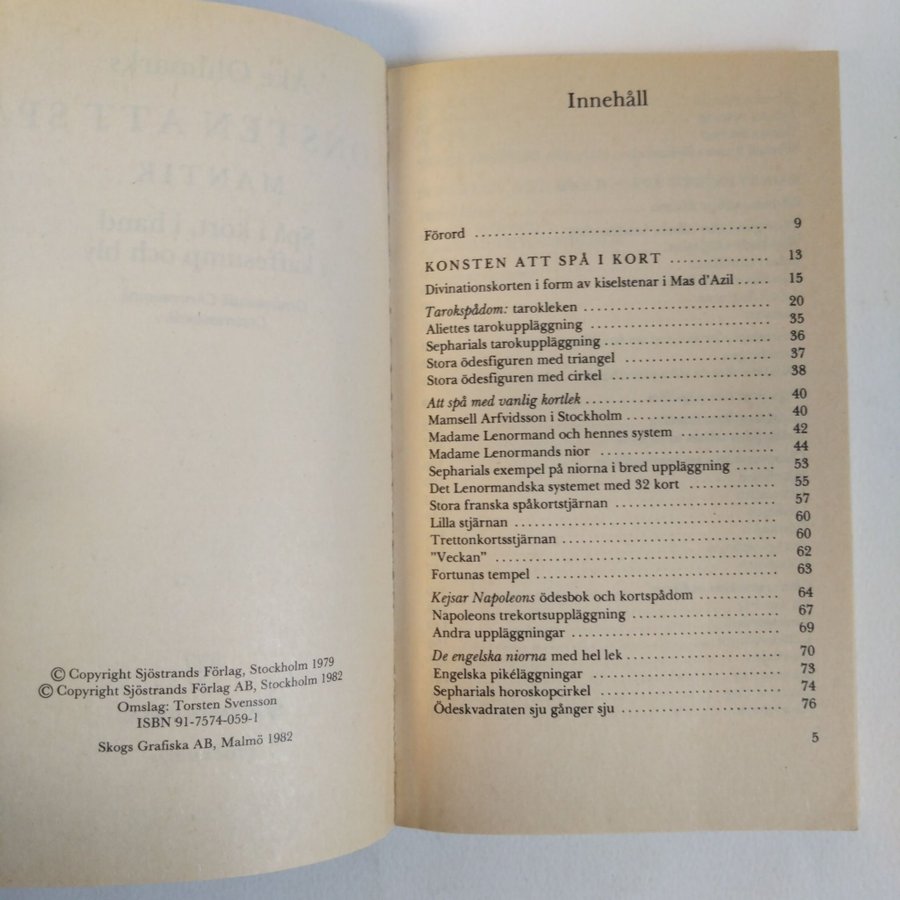 © Copyright Sjöstrands Förlag, Stockholm 1979
© Copyright Sjöstrands Förlag AB, Stockholm 1982
Omslag: Torsten Svensson
ISBN 91-7574-059-1
Skogs Grafiska AB, Malmö 1982
Innehåll
Förord .......... 9
KONSTEN ATT SPÅ I KORT .......... 13
Divinationskorten i form av kiselstenar i Mas d'Azil ..... 15
Tarokspådom: tarokleken .......... 20
Aliettes tarokuppläggning .......... 35
Sepharials tarokuppläggning .......... 36
Stora ödesfiguren med triangel .......... 37
Stora ödesfiguren med cirkel .......... 38
Att spå med vanlig kortlek .......... 40
Mamsell Arfvidsson i Stockholm .......... 40
Madame Lenormand och hennes system .......... 42
Madame Lenormands nior .......... 44
Sepharials exempel på niorna i bred uppläggning ...... 53
Det Lenormandska systemet med 32 kort .......... 55
Stora franska spåkortstjärnan .......... 57
Lilla stjärnan .......... 60
Trettonkortsstjärnan .......... 60
"Veckan" .......... 62
Fortunas tempel .......... 63
Kejsar Napoleons ödesbok och kortspådom .......... 64
Napoleons trekortsuppläggning .......... 67
Andra uppläggningar .......... 69
De engelska niorna med hel lek .......... 70
Engelska pikéläggningar .......... 73
Sepharials horoskopcirkel .......... 74
Ödeskvadraten sju gånger sju .......... 76
5